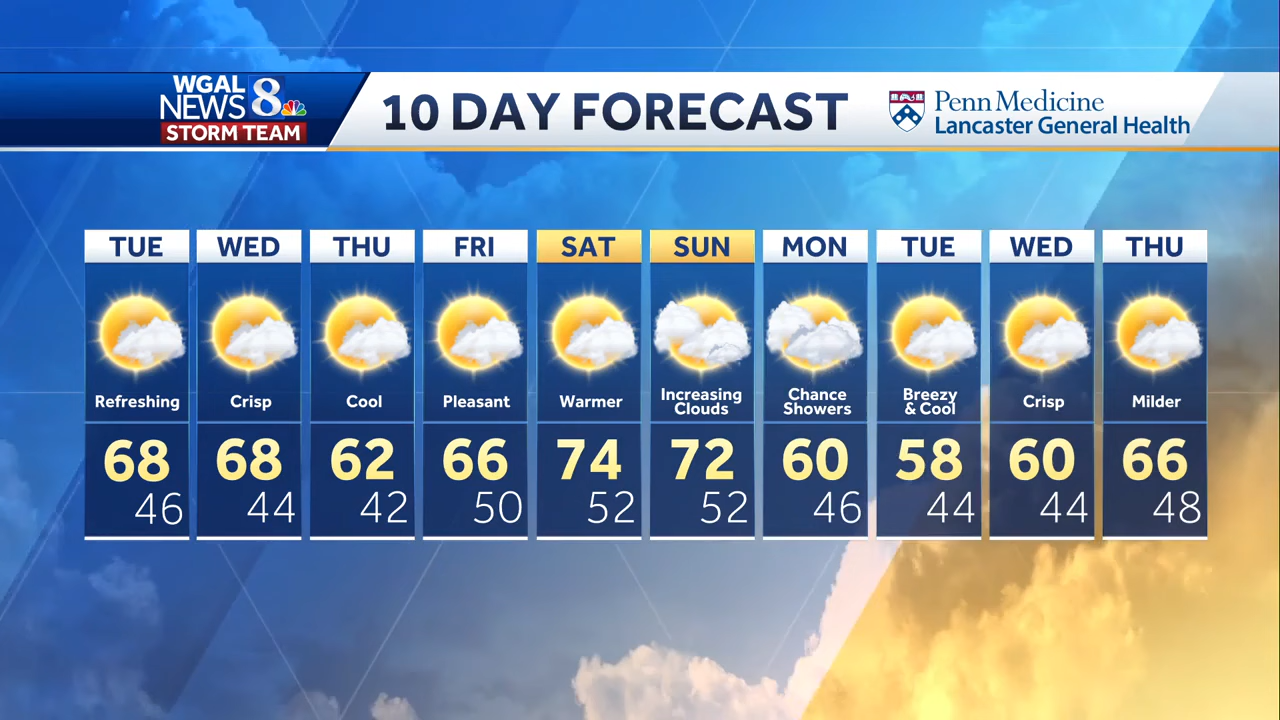 WGAL
NEWS 8
STORM TEAM
10 DAY FORECAST
Penn Medicine
Lancaster General Health
TUE WED THU FRI SAT SUN MON TUE WED THU
Refreshing Crisp Cool Pleasant Warmer Increasing Clouds Chance Showers Breezy & Cool Crisp Milder
68 68 62 66 74 72 60 58 60 66
46 44 42 50 52 52 46 44 44 48